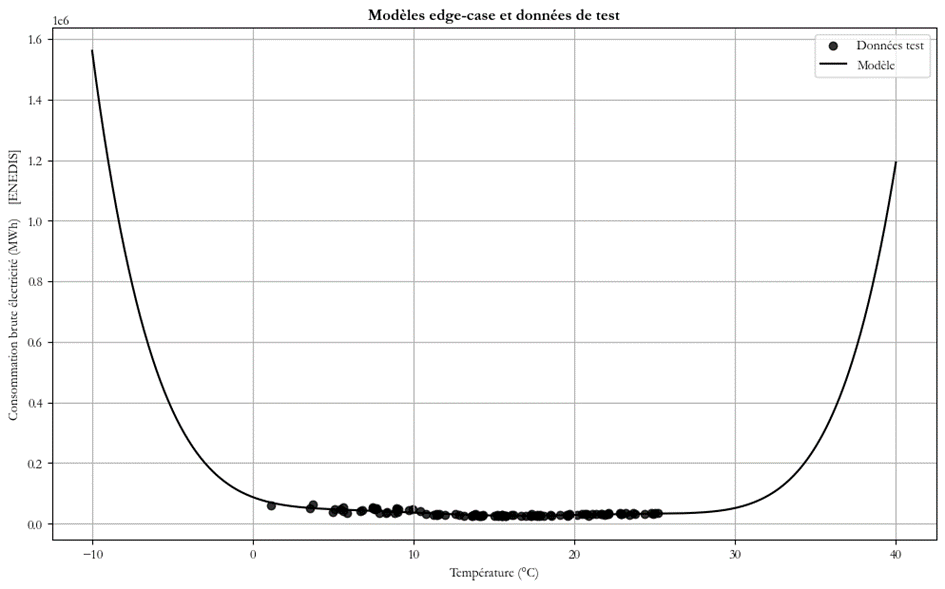 Modèles edge-case et données de test
1e6
1.6
1.4
1.2
1.0
0.8
0.6
0.4
0.2
0.0
Consommation brute électricité (MWh) [ENEDIS]
Données test
Modèle
−10
0
10
20
30
40
Température (°C)